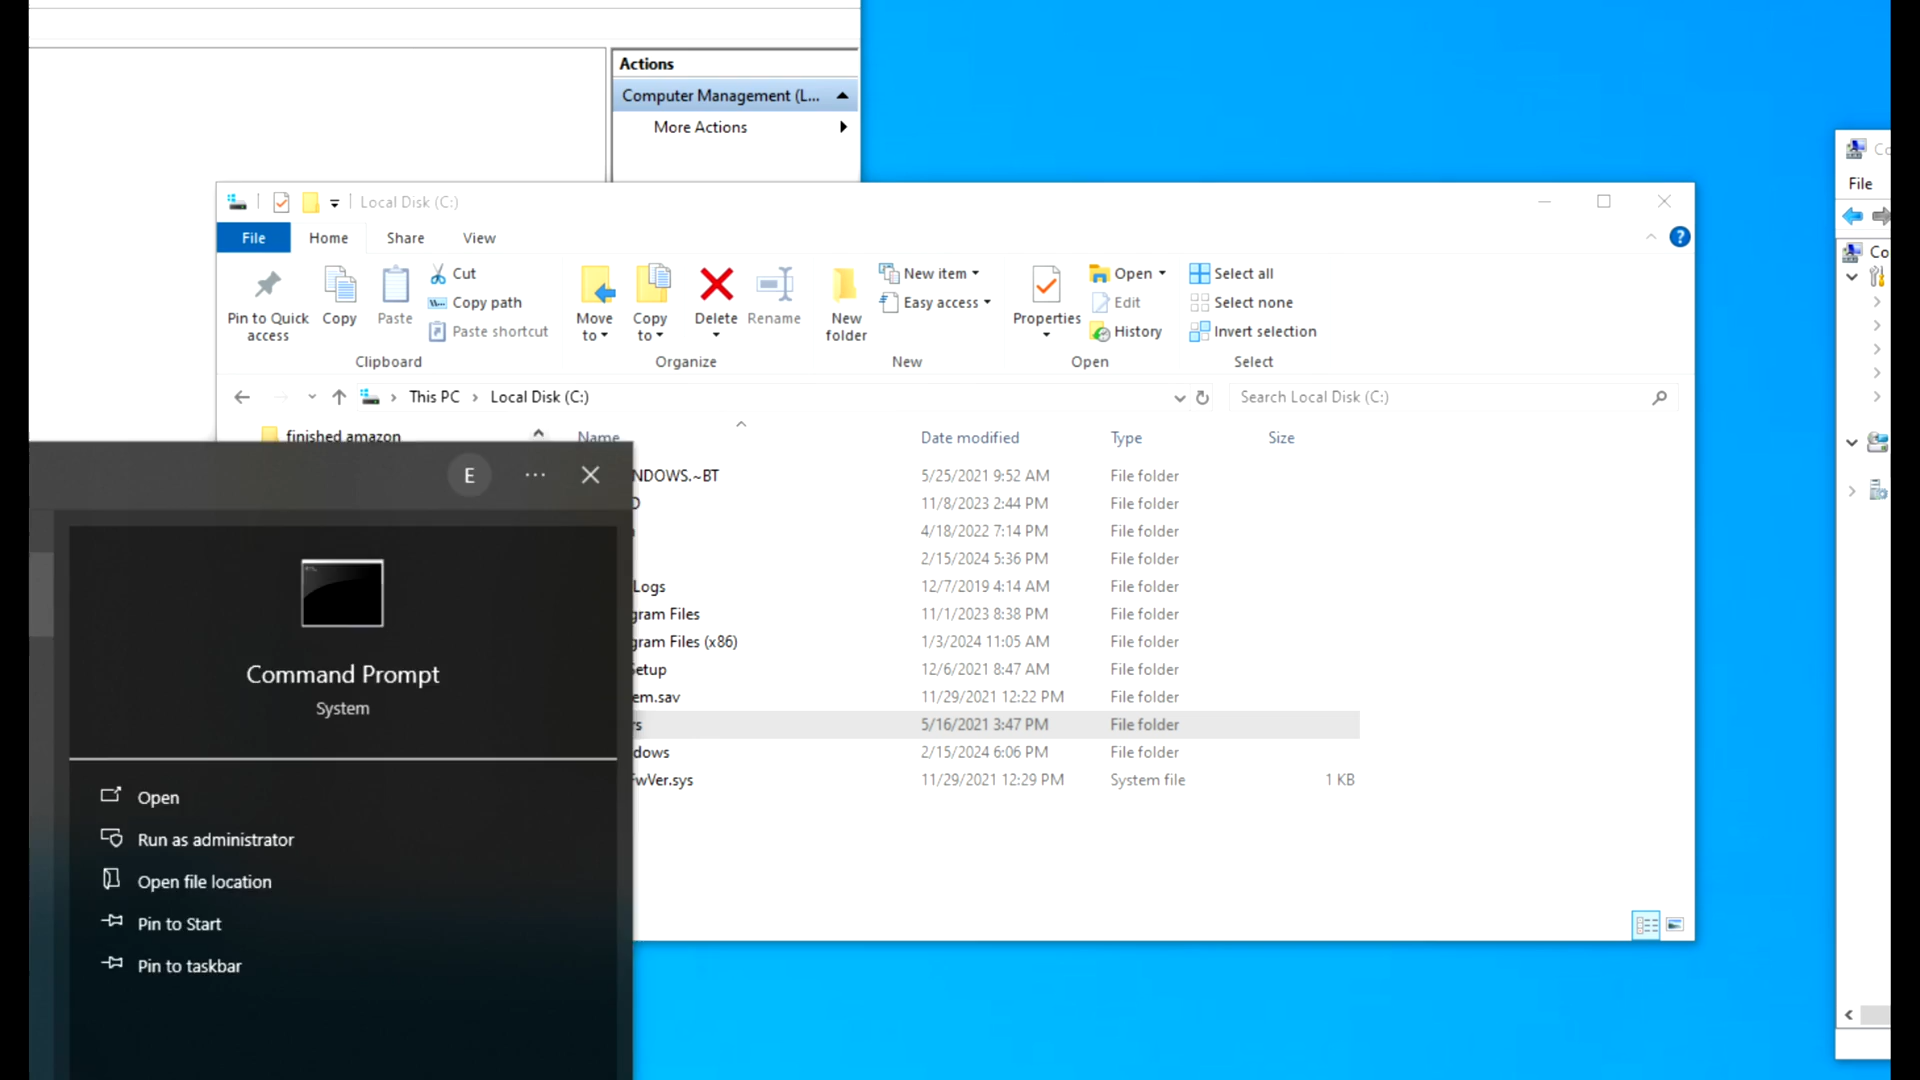 Actions
Computer Management (L...
More Actions
Local Disk (C:)
File
Home
Share
View
Pin to Quick access
Copy
Paste
Cut
Copy path
Paste shortcut
Clipboard
Move to
Copy to
Delete
Rename
Organize
New folder
New item
Easy access
New
Properties
Open
Edit
History
Open
Select all
Select none
Invert selection
Select
This PC
Local Disk (C:)
Search Local Disk (C:)
finished amazon
Name
Date modified
Type
Size
NDOWS.~BT 5/25/2021 9:52 AM File folder
11/8/2023 2:44 PM File folder
4/18/2022 7:14 PM File folder
2/15/2024 5:36 PM File folder
Logs 12/7/2019 4:14 AM File folder
gram Files 11/1/2023 8:38 PM File folder
gram Files (x86) 1/3/2024 11:05 AM File folder
Setup 12/6/2021 8:47 AM File folder
em.sav 11/29/2021 12:22 PM File folder
rs 5/16/2021 3:47 PM File folder
dows 2/15/2024 6:06 PM File folder
FwVer.sys 11/29/2021 12:29 PM System file 1 KB
E
Command Prompt
System
Open
Run as administrator
Open file location
Pin to Start
Pin to taskbar
Co
File
Co